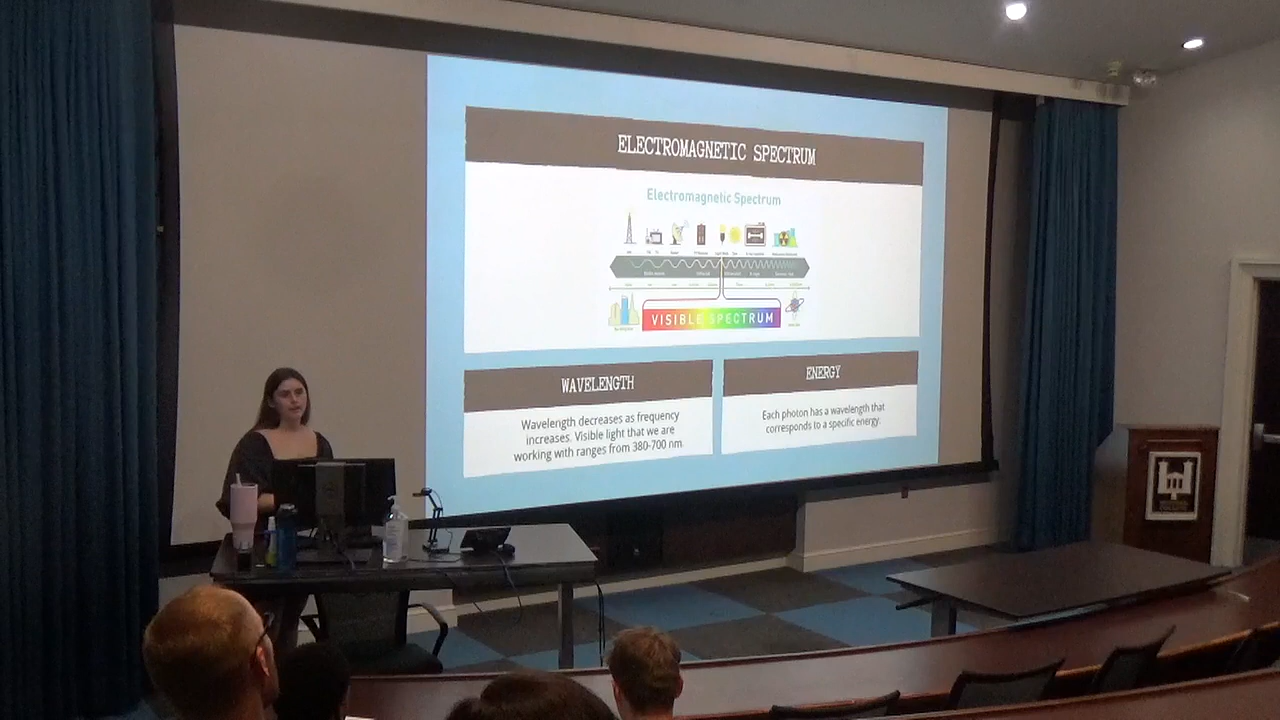 ELECTROMAGNETIC SPECTRUM
Electromagnetic Spectrum
VISIBLE SPECTRUM
WAVELENGTH
Wavelength decreases as frequency
increases. Visible light that we are
working with ranges from 380-700 nm
ENERGY
Each photon has a wavelength that
corresponds to a specific energy.